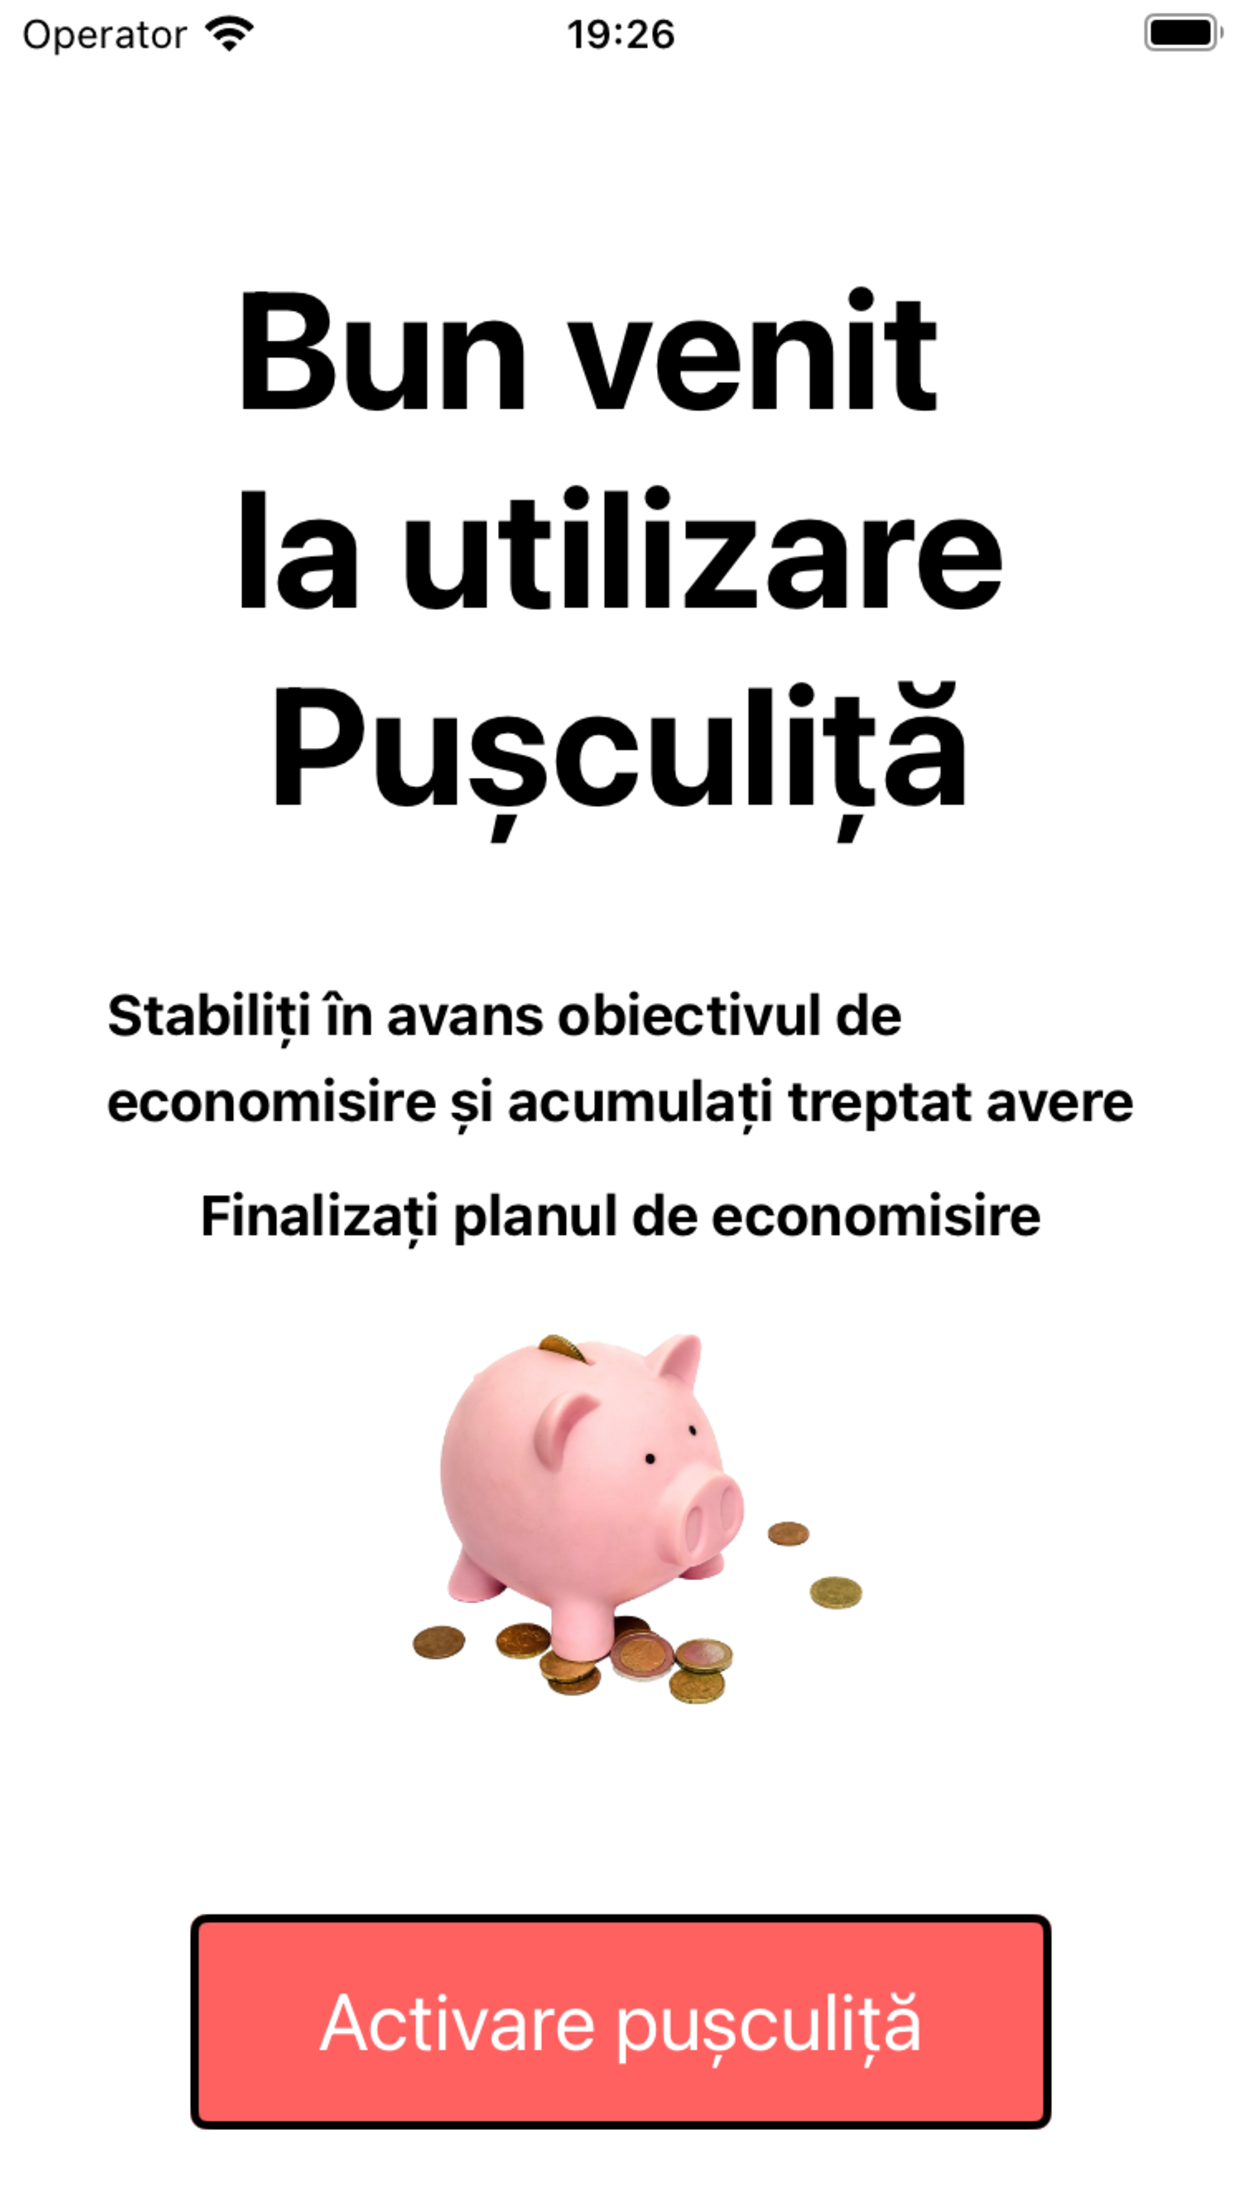 Operator
19:26
Bun venit
la utilizare
Pușculiță
Stabiliți în avans obiectivul de
economisire și acumulați treptat avere
Finalizați planul de economisire
Activare pușculiță